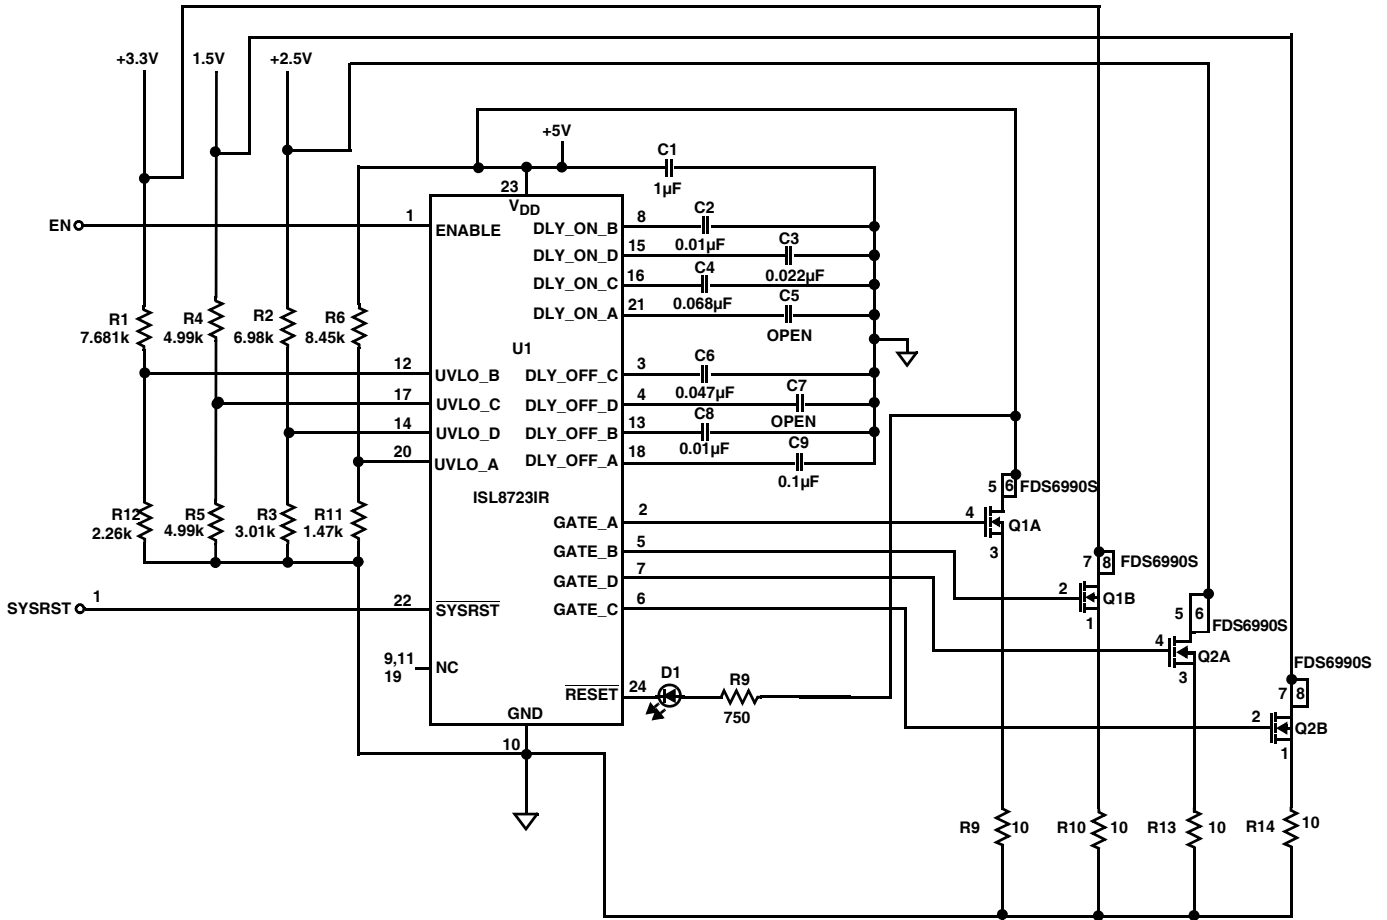 +3.3V
1.5V
+2.5V
+5V
C1
1µF
23
VDD
EN
1
ENABLE
DLY_ON_B
8
C2
0.01µF
DLY_ON_D
15
C3
0.022µF
DLY_ON_C
16
C4
0.068µF
DLY_ON_A
21
C5
OPEN
R1
7.681k
R4
4.99k
R2
6.98k
R6
8.45k
U1
12
UVLO_B
DLY_OFF_C
3
C6
0.047µF
17
UVLO_C
DLY_OFF_D
4
C7
OPEN
14
UVLO_D
DLY_OFF_B
13
C8
0.01µF
20
UVLO_A
DLY_OFF_A
18
C9
0.1µF
ISL8723IR
R12
2.26k
R5
4.99k
R3
3.01k
R11
1.47k
GATE_A
2
GATE_B
5
GATE_D
7
GATE_C
6
5
6
FDS6990S
4
Q1A
3
7
8
FDS6990S
2
Q1B
1
5
6
FDS6990S
4
Q2A
3
FDS6990S
7
8
2
Q2B
1
SYSRST
1
22
SYSRST
9,11
19
NC
RESET
24
D1
R9
750
GND
10
R9
10
R10
10
R13
10
R14
10